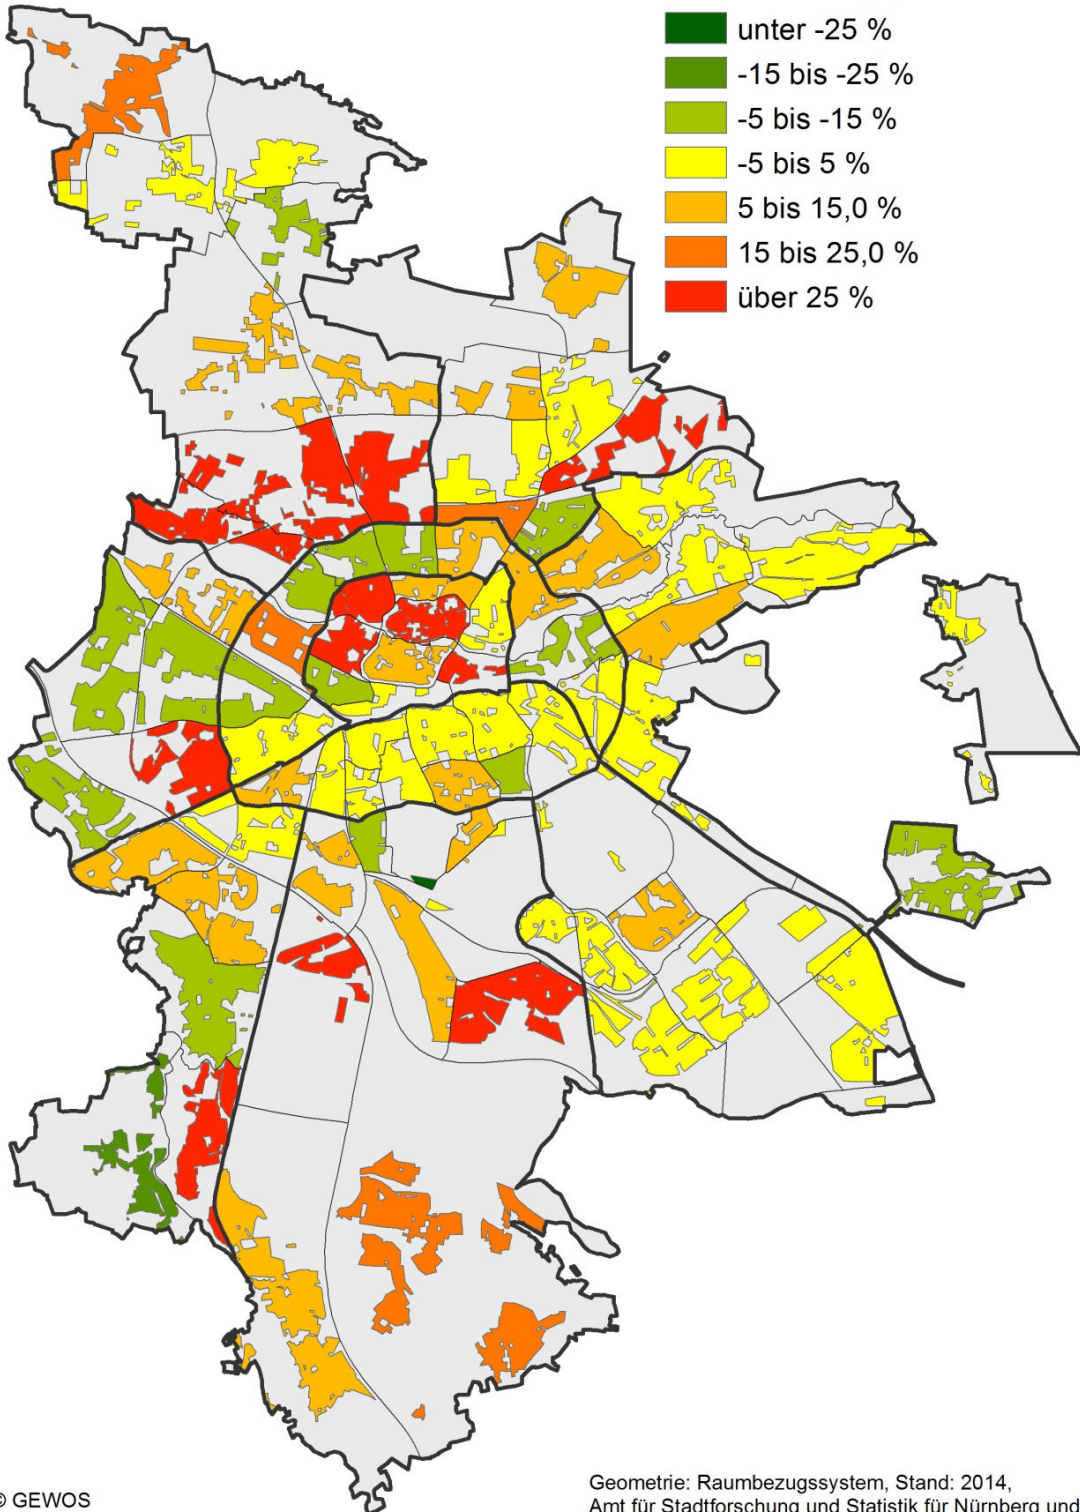 unter -25 %
-15 bis -25 %
-5 bis -15 %
-5 bis 5 %
5 bis 15,0 %
15 bis 25,0 %
über 25 %
© GEWOS
Geometrie: Raumbezugssystem, Stand: 2014,
Amt für Stadtforschung und Statistik für Nürnberg und